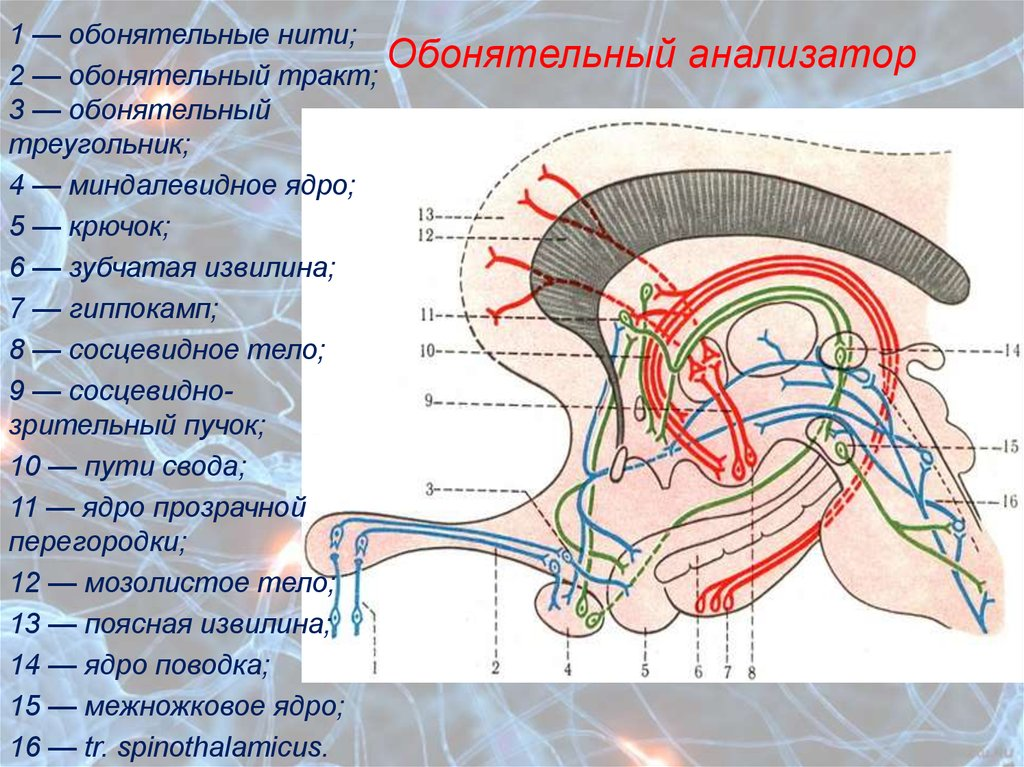 Обонятельный анализатор
1 — обонятельные нити;
2 — обонятельный тракт;
3 — обонятельный
треугольник;
4 — миндалевидное ядро;
5 — крючок;
6 — зубчатая извилина;
7 — гиппокамп;
8 — сосцевидное тело;
9 — сосцевидно-
зрительный пучок;
10 — пути свода;
11 — ядро прозрачной
перегородки;
12 — мозолистое тело;
13 — поясная извилина;
14 — ядро поводка;
15 — межножковое ядро;
16 — tr. spinothalamicus.
13
12
11
10
9
3
14
15
16
1 2 4 5 6 7 8